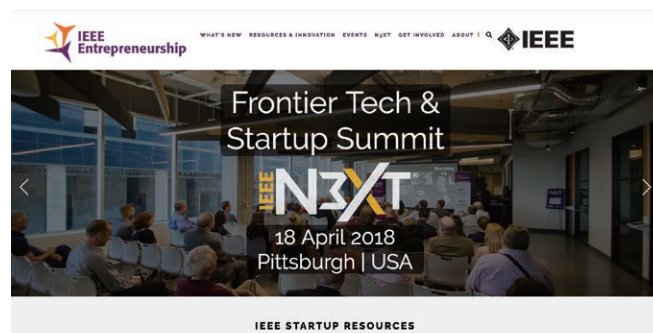 IEEE
Entrepreneurship
WHAT'S NEW RESOURCES & INNOVATION EVENTS N3XT GET INVOLVED ABOUT
IEEE
Frontier Tech &
Startup Summit
IEEE N3XT
18 April 2018
Pittsburgh | USA
IEEE STARTUP RESOURCES